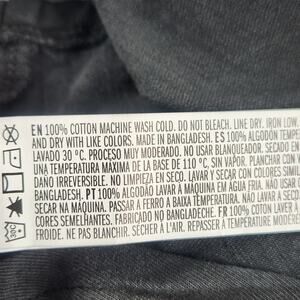 EN 100% COTTON MACHINE WASH COLD. DO NOT BLEACH. LINE DRY. IRON LOW.
AND DRY WITH LIKE COLORS. MADE IN BANGLADESH. ES 100% ALGODÓN TEMP
LAVADO 30 °C. PROCESO MUY MODERADO. NO USAR BLANQUEADOR. SECADO EN
UNA TEMPERATURA MÁXIMA DE LA BASE DE 110 °C, SIN VAPOR. PLANCHAR CON
DAÑO IRREVERSIBLE. NO LIMPIEZA EN SECO. LAVAR Y SECAR CON COLORES SIMILARES
BANGLADESH. PT 100% ALGODÃO LAVAR À MÁQUINA EM ÁGUA FRIA. NÃO USAR
SECAR NA MÁQUINA. PASSAR A FERRO A BAIXA TEMPERATURA. NÃO LAVAR A SECO
CORES SEMELHANTES. FABRICADO NO BANGLADECHE. FR 100% COTON LAVER À
FROIDE. NE PAS BLANCHIR. SÉCHER À L'AIR. REPASSER À TEMPÉRATURE MODÉRÉ